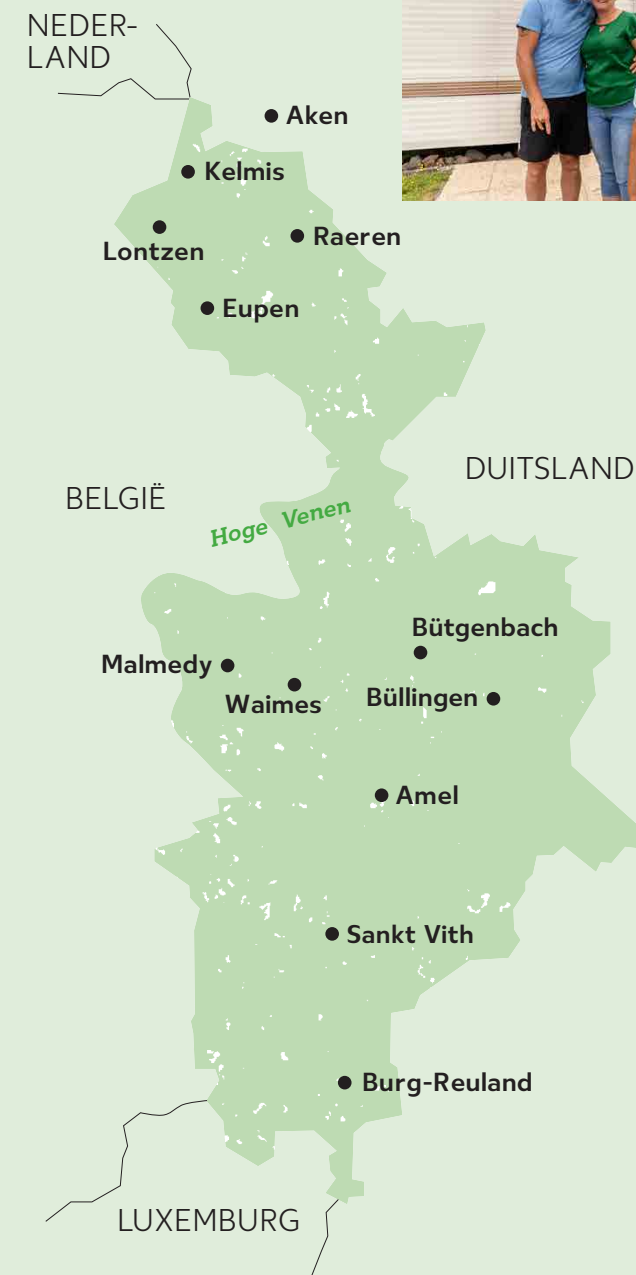 NEDER-
LAND
Aken
Kelmis
Lontzen
Raeren
Eupen
DUITSLAND
BELGIË
Hoge Venen
Bütgenbach
Malmedy
Waimes
Büllingen
Amel
Sankt Vith
Burg-Reuland
LUXEMBURG